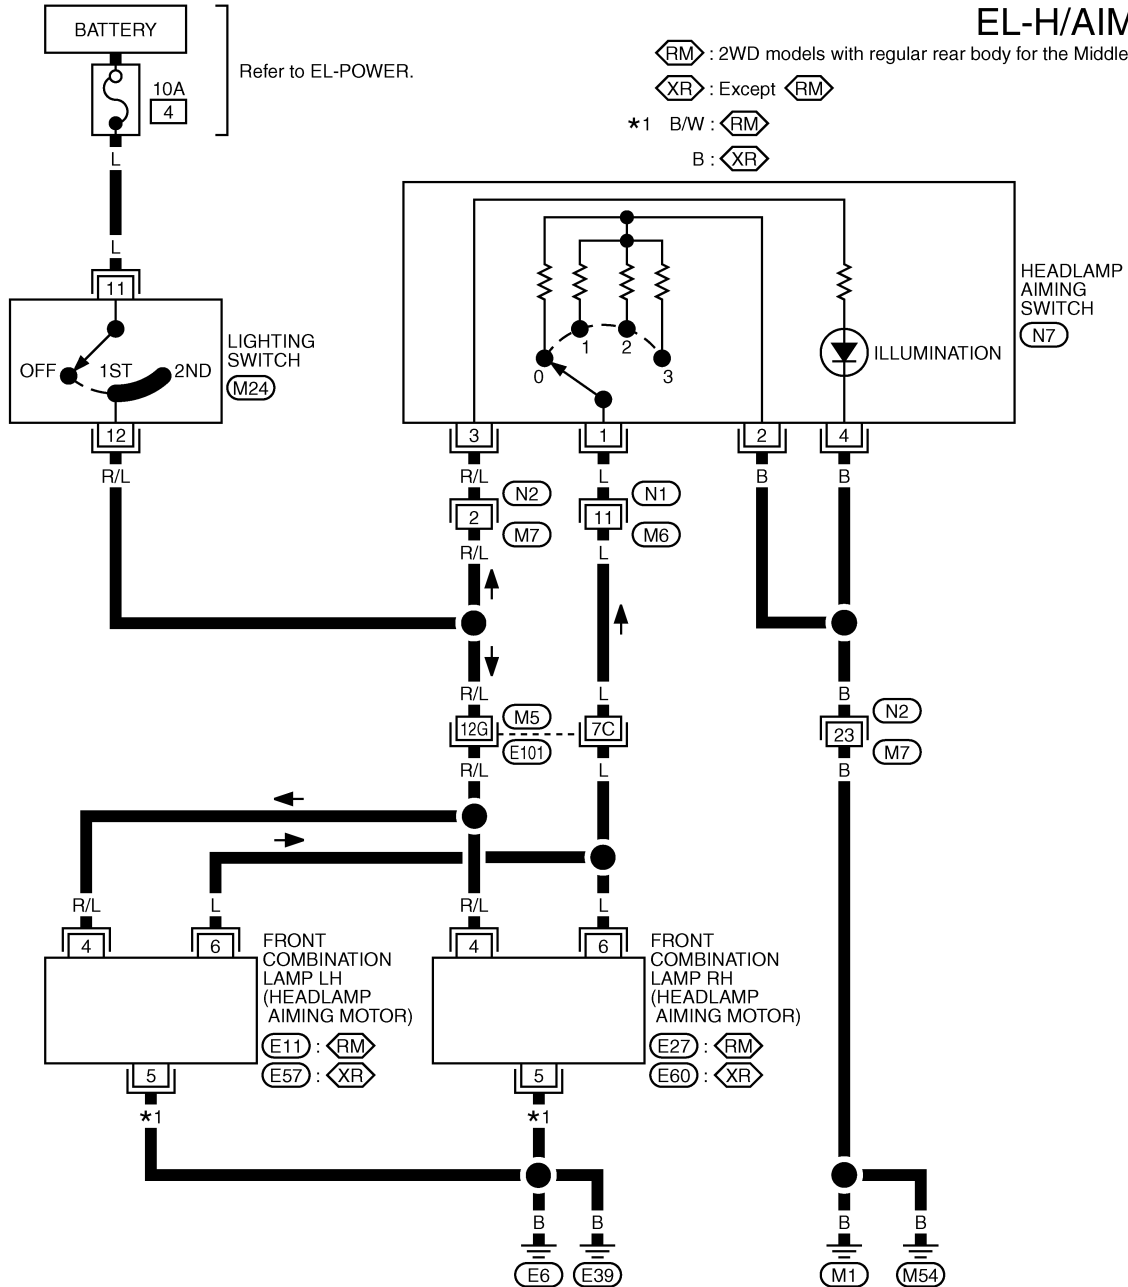 EL-H/AIM
BATTERY
RM : 2WD models with regular rear body for the Middle
Refer to EL-POWER.
10A
4
XR : Except RM
*1 B/W : RM
B : XR
L
L
11
HEADLAMP
AIMING
SWITCH
N7
LIGHTING
SWITCH
M24
OFF 1ST 2ND
0 1 2 3
ILLUMINATION
12
3 1 2 4
R/L
R/L L B B
N2 N1
2 11
M7 M6
R/L L
R/L L B
N2
12G M5 7C
23
E101
M7
R/L L B
R/L L R/L L
4 6 4 6
FRONT
COMBINATION
LAMP LH
(HEADLAMP
AIMING MOTOR)
E11 : RM
E57 : XR
FRONT
COMBINATION
LAMP RH
(HEADLAMP
AIMING MOTOR)
E27 : RM
E60 : XR
5 5
*1 *1
B B B B
E6 E39 M1 M54